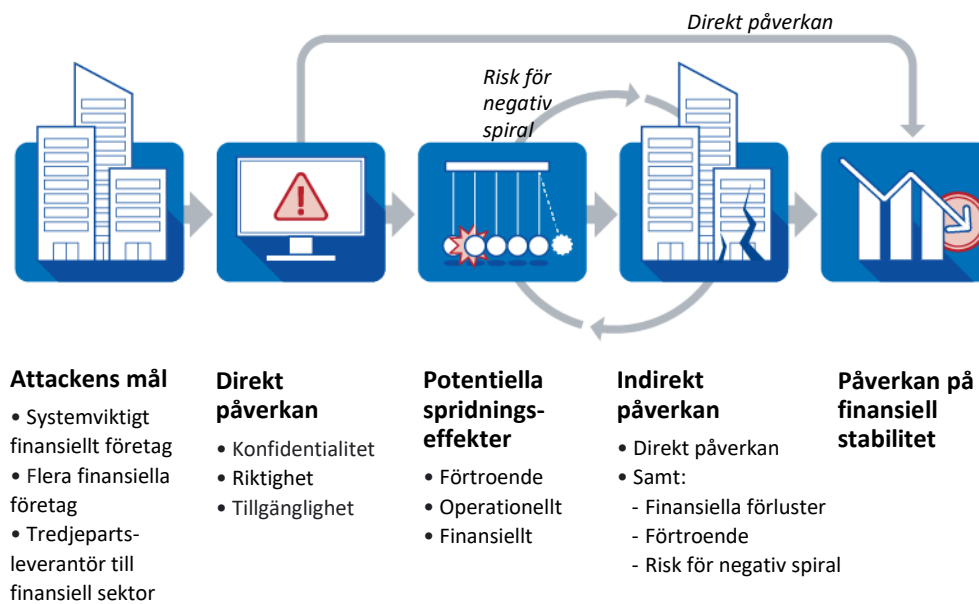 Direkt påverkan
Risk för
negativ
spiral
Attackens mål
• Systemviktigt
finansiellt företag
• Flera finansiella
företag
• Tredjeparts-
leverantör till
finansiell sektor
Direkt
påverkan
• Konfidentialitet
• Riktighet
• Tillgänglighet
Potentiella
spridnings-
effekter
• Förtroende
• Operationellt
• Finansiellt
Indirekt
påverkan
• Direkt påverkan
• Samt:
- Finansiella förluster
- Förtroende
- Risk för negativ spiral
Påverkan på
finansiell
stabilitet